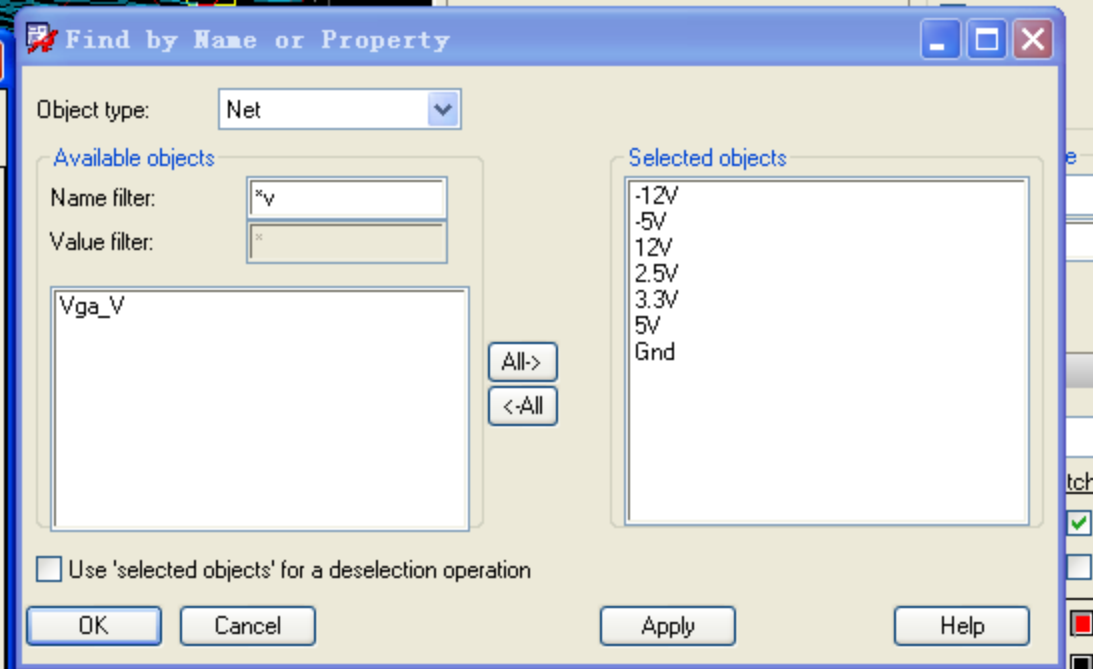 Find by Name or Property
Object type:
Net
Available objects
Name filter:
*v
Value filter:
*
Vga_V
All->
<-All
Selected objects
-12V
-5V
12V
2.5V
3.3V
5V
Gnd
Use 'selected objects' for a deselection operation
OK
Cancel
Apply
Help
e
tch